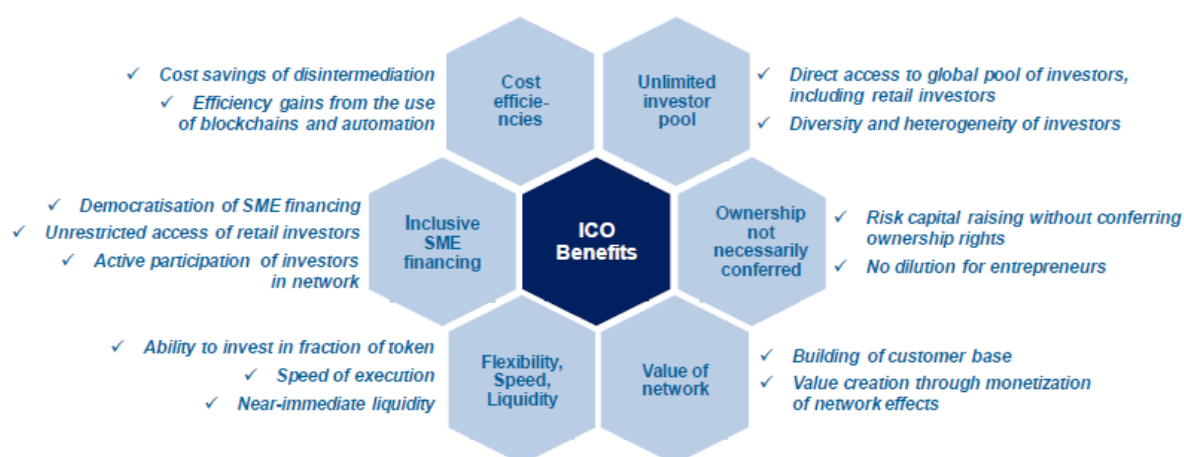 ✓ Cost savings of disintermediation
✓ Efficiency gains from the use
of blockchains and automation
Cost
efficie-
ncies
Unlimited
investor
pool
✓ Direct access to global pool of investors,
including retail investors
✓ Diversity and heterogeneity of investors
✓ Democratisation of SME financing
✓ Unrestricted access of retail investors
✓ Active participation of investors
in network
Inclusive
SME
financing
ICO
Benefits
Ownership
not
necessarily
conferred
✓ Risk capital raising without conferring
ownership rights
✓ No dilution for entrepreneurs
✓ Ability to invest in fraction of token
✓ Speed of execution
✓ Near-immediate liquidity
Flexibility,
Speed,
Liquidity
Value of
network
✓ Building of customer base
✓ Value creation through monetization
of network effects